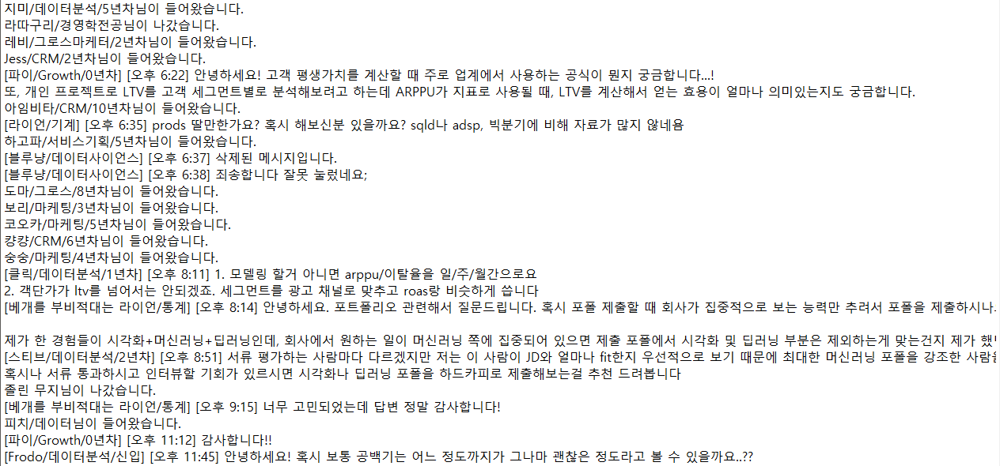 지미/데이터분석/5년차님이 들어왔습니다.
라따구리/경영학전공님이 나갔습니다.
레비/그로스마케터/2년차님이 들어왔습니다.
Jess/CRM/2년차님이 들어왔습니다.
[파이/Growth/0년차] [오후 6:22] 안녕하세요! 고객 평생가치를 계산할 때 주로 업계에서 사용하는 공식이 뭔지 궁금합니다...!
또, 개인 프로젝트로 LTV를 고객 세그먼트별로 분석해보려고 하는데 ARPPU가 지표로 사용될 때, LTV를 계산해서 얻는 효용이 얼마나 의미있는지도 궁금합니다.
아임비타/CRM/10년차님이 들어왔습니다.
[라이언/기계] [오후 6:35] prods 딸만한가요? 혹시 해보신분 있을까요? sqld나 adsp, 빅분기에 비해 자료가 많지 않네욤
하고파/서비스기획/5년차님이 들어왔습니다.
[블루냥/데이터사이언스] [오후 6:37] 삭제된 메시지입니다.
[블루냥/데이터사이언스] [오후 6:38] 죄송합니다 잘못 눌렀네요;
도마/그로스/8년차님이 들어왔습니다.
보리/마케팅/3년차님이 들어왔습니다.
코오카/마케팅/5년차님이 들어왔습니다.
컁컁/CRM/6년차님이 들어왔습니다.
숭숭/마케팅/4년차님이 들어왔습니다.
[클릭/데이터분석/1년차] [오후 8:11] 1. 모델링 할거 아니면 arppu/이탈율을 일/주/월간으로요
2. 객단가가 ltv를 넘어서는 안되겠죠. 세그먼트를 광고 채널로 맞추고 roas랑 비슷하게 씁니다
[베개를 부비적대는 라이언/통계] [오후 8:14] 안녕하세요. 포트폴리오 관련해서 질문드립니다. 혹시 포폴 제출할 때 회사가 집중적으로 보는 능력만 추려서 포폴을 제출하시나.
제가 한 경험들이 시각화+머신러닝+딥러닝인데, 회사에서 원하는 일이 머신러닝 쪽에 집중되어 있으면 제출 포폴에서 시각화 및 딥러닝 부분은 제외하는게 맞는건지 제가
[스티브/데이터분석/2년차] [오후 8:51] 서류 평가하는 사람마다 다르겠지만 저는 이 사람이 JD와 얼마나 fit한지 우선적으로 보기 때문에 최대한 머신러닝 포폴을 강조한
혹시나 서류 통과하시고 인터뷰할 기회가 있르시면 시각화나 딥러닝 포폴을 하드카피로 제출해보는걸 추천 드려봅니다
졸린 무지님이 나갔습니다.
[베개를 부비적대는 라이언/통계] [오후 9:15] 너무 고민되었는데 답변 정말 감사합니다!
피치/데이터님이 들어왔습니다.
[파이/Growth/0년차] [오후 11:12] 감사합니다!!
[Frodo/데이터분석/신입] [오후 11:45] 안녕하세요! 혹시 보통 공백기는 어느 정도까지가 그나마 괜찮은 정도라고 볼 수 있을까요..??